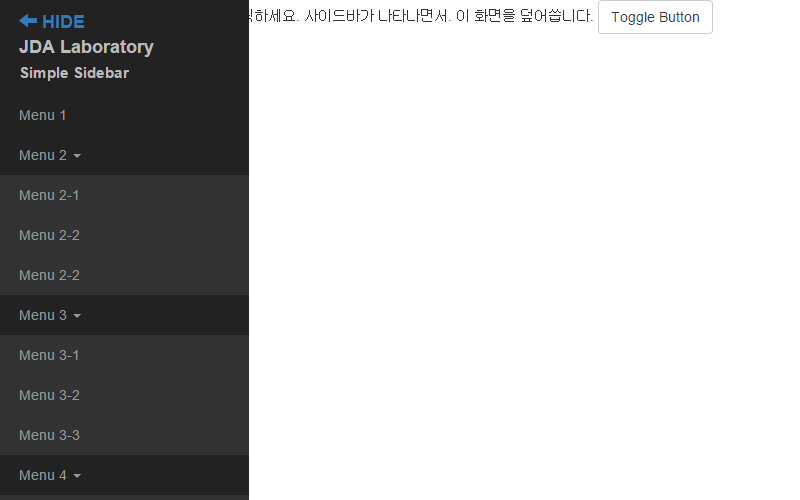 HIDE
JDA Laboratory
Simple Sidebar
Menu 1
Menu 2
Menu 2-1
Menu 2-2
Menu 2-2
Menu 3
Menu 3-1
Menu 3-2
Menu 3-3
Menu 4
하세요. 사이드바가 나타나면서. 이 화면을 덮어씁니다. Toggle Button